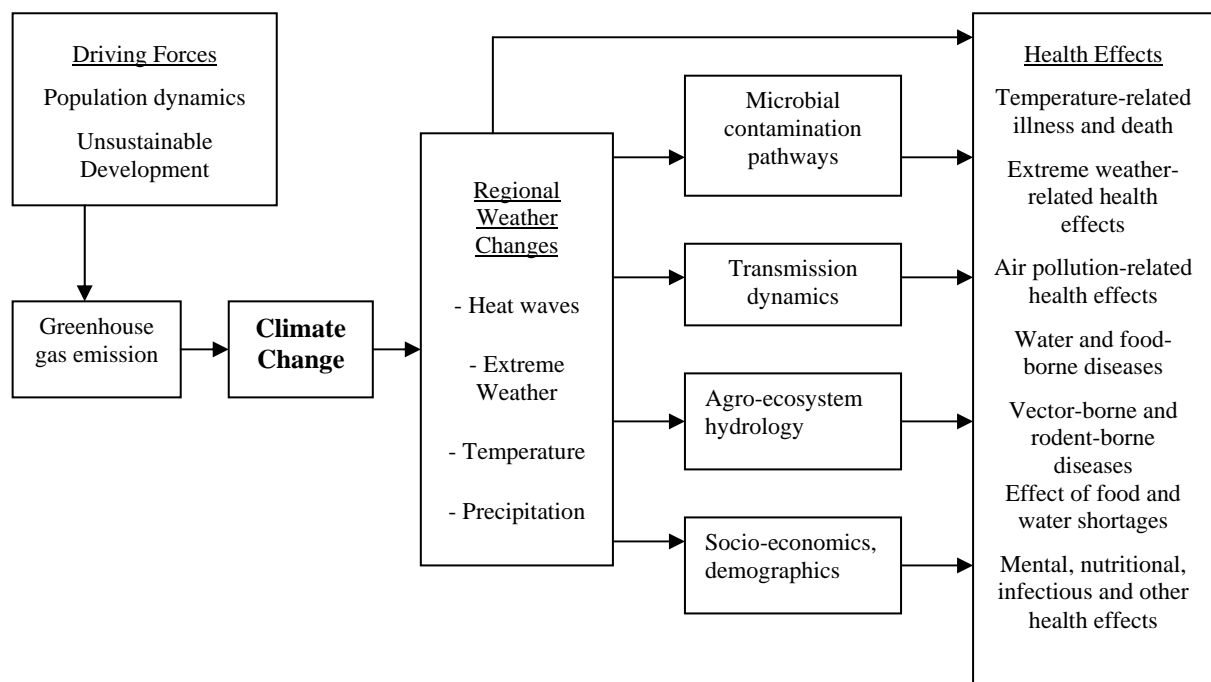 Driving Forces
Population dynamics
Unsustainable
Development
Greenhouse
gas emission
Climate
Change
Regional
Weather
Changes
- Heat waves
- Extreme
Weather
- Temperature
- Precipitation
Microbial
contamination
pathways
Transmission
dynamics
Agro-ecosystem
hydrology
Socio-economics,
demographics
Health Effects
Temperature-related
illness and death
Extreme weather-
related health
effects
Air pollution-related
health effects
Water and food-
borne diseases
Vector-borne and
rodent-borne
diseases
Effect of food and
water shortages
Mental, nutritional,
infectious and other
health effects